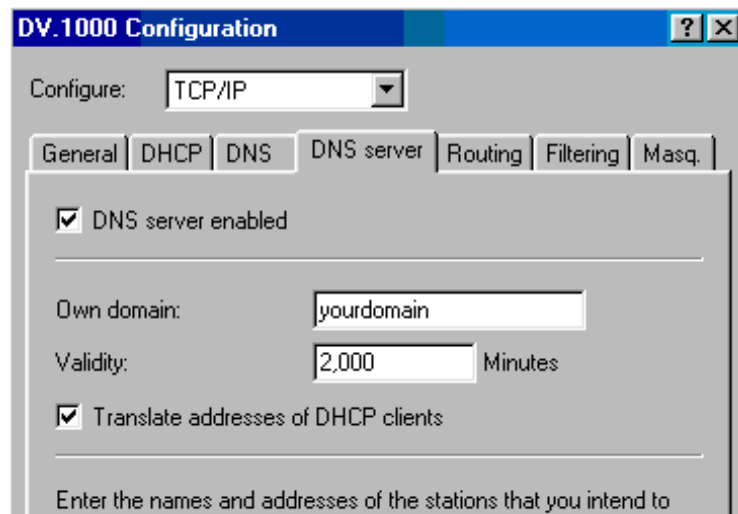 DV.1000 Configuration
Configure: TCP/IP
General DHCP DNS DNS server Routing Filtering Masq.
DNS server enabled
Own domain: yourdomain
Validity: 2,000 Minutes
Translate addresses of DHCP clients
Enter the names and addresses of the stations that you intend to